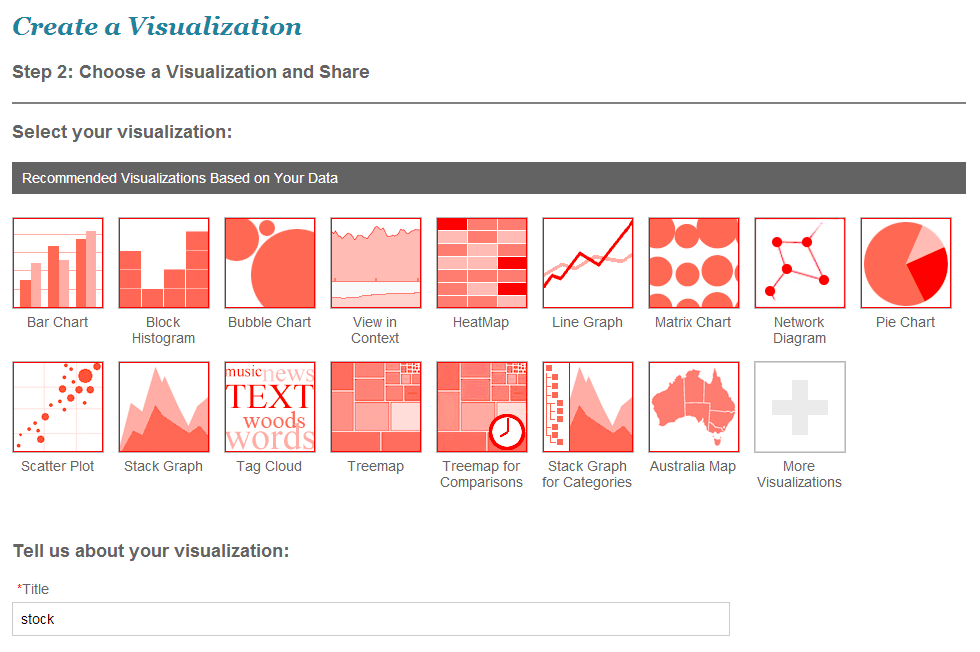 Create a Visualization
Step 2: Choose a Visualization and Share
Select your visualization:
Recommended Visualizations Based on Your Data
Bar Chart
Block
Histogram
Bubble Chart
View in
Context
HeatMap
Line Graph
Matrix Chart
Network
Diagram
Pie Chart
music news
TEXT
woods
words
Scatter Plot
Stack Graph
Tag Cloud
Treemap
Treemap for
Comparisons
Stack Graph
for Categories
Australia Map
More
Visualizations
Tell us about your visualization:
*Title
stock